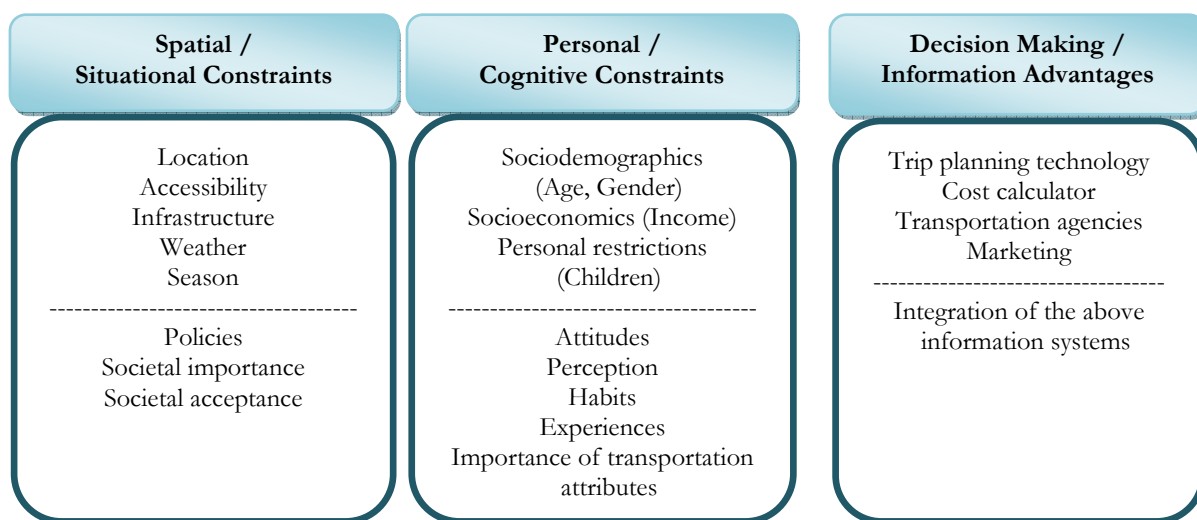 Spatial /
Situational Constraints
Location
Accessibility
Infrastructure
Weather
Season
-------------------------------------
Policies
Societal importance
Societal acceptance
Personal /
Cognitive Constraints
Sociodemographics
(Age, Gender)
Socioeconomics (Income)
Personal restrictions
(Children)
-------------------------------------
Attitudes
Perception
Habits
Experiences
Importance of transportation
attributes
Decision Making /
Information Advantages
Trip planning technology
Cost calculator
Transportation agencies
Marketing
-----------------------------------
Integration of the above
information systems